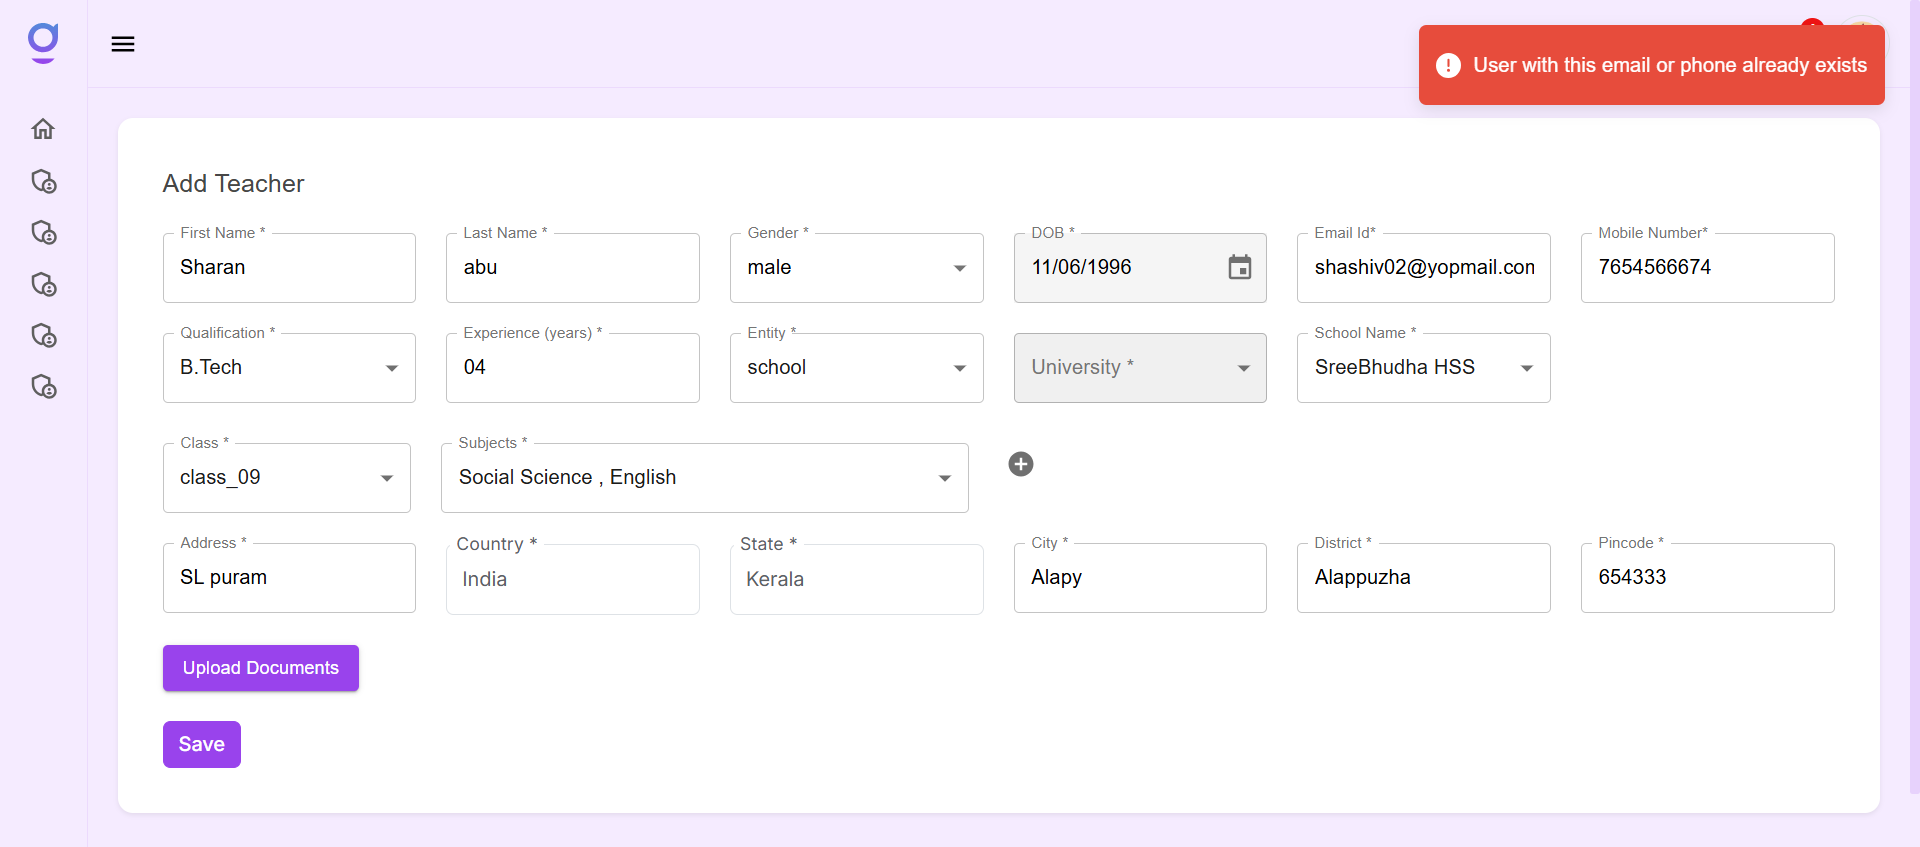 User with this email or phone already exists
Add Teacher
First Name *
Sharan
Last Name *
abu
Gender *
male
DOB *
11/06/1996
Email Id*
shashiv02@yopmail.com
Mobile Number*
7654566674
Qualification *
B.Tech
Experience (years) *
04
Entity *
school
University *
School Name *
SreeBhudha HSS
Class *
class_09
Subjects *
Social Science , English
Address *
SL puram
Country *
India
State *
Kerala
City *
Alapy
District *
Alappuzha
Pincode *
654333
Upload Documents
Save